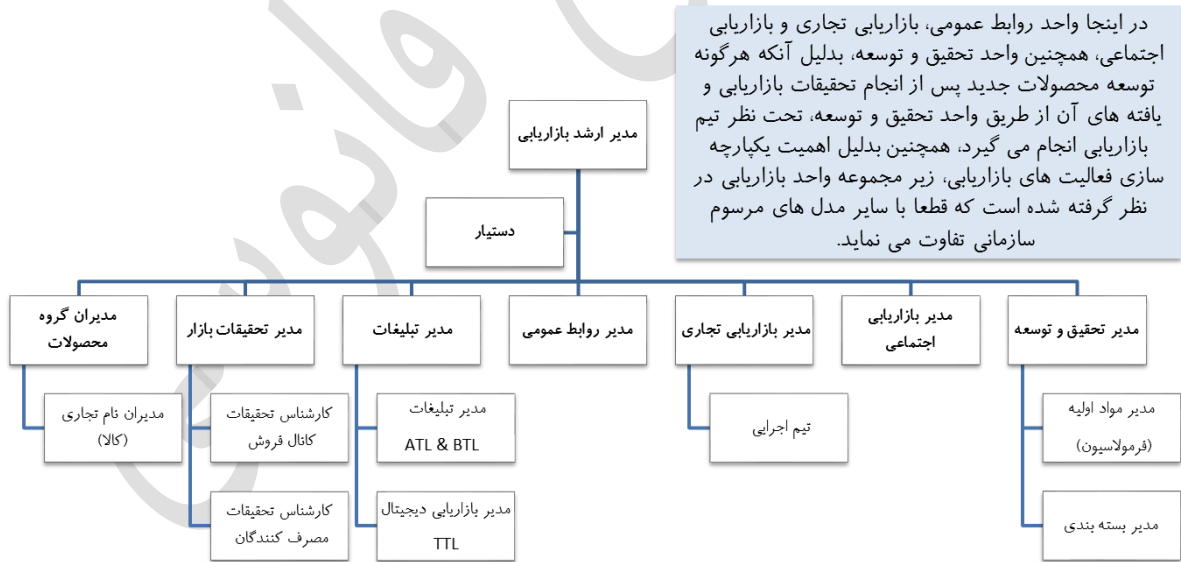 در اینجا واحد روابط عمومی، بازاریابی تجاری و بازاریابی
اجتماعی، همچنین واحد تحقیق و توسعه، بدلیل آنکه هرگونه
توسعه محصولات جدید پس از انجام تحقیقات بازاریابی و
یافته های آن از طریق واحد تحقیق و توسعه، تحت نظر تیم
بازاریابی انجام می گیرد، همچنین بدلیل اهمیت یکپارچه
سازی فعالیت های بازاریابی، زیر مجموعه واحد بازاریابی در
نظر گرفته شده است که قطعا با سایر مدل های مرسوم
سازمانی تفاوت می نماید.
مدیر ارشد بازاریابی
دستیار
مدیر تحقیق و توسعه
مدیر بازاریابی
اجتماعی
مدیر بازاریابی تجاری
مدیر روابط عمومی
مدیر تبلیغات
مدیر تحقیقات بازار
مدیران گروه
محصولات
مدیر مواد اولیه
(فرمولاسیون)
تیم اجرایی
مدیر تبلیغات
ATL & BTL
کارشناس تحقیقات
کانال فروش
مدیران نام تجاری
(کالا)
مدیر بسته بندی
مدیر بازاریابی دیجیتال
TTL
کارشناس تحقیقات
مصرف کنندگان